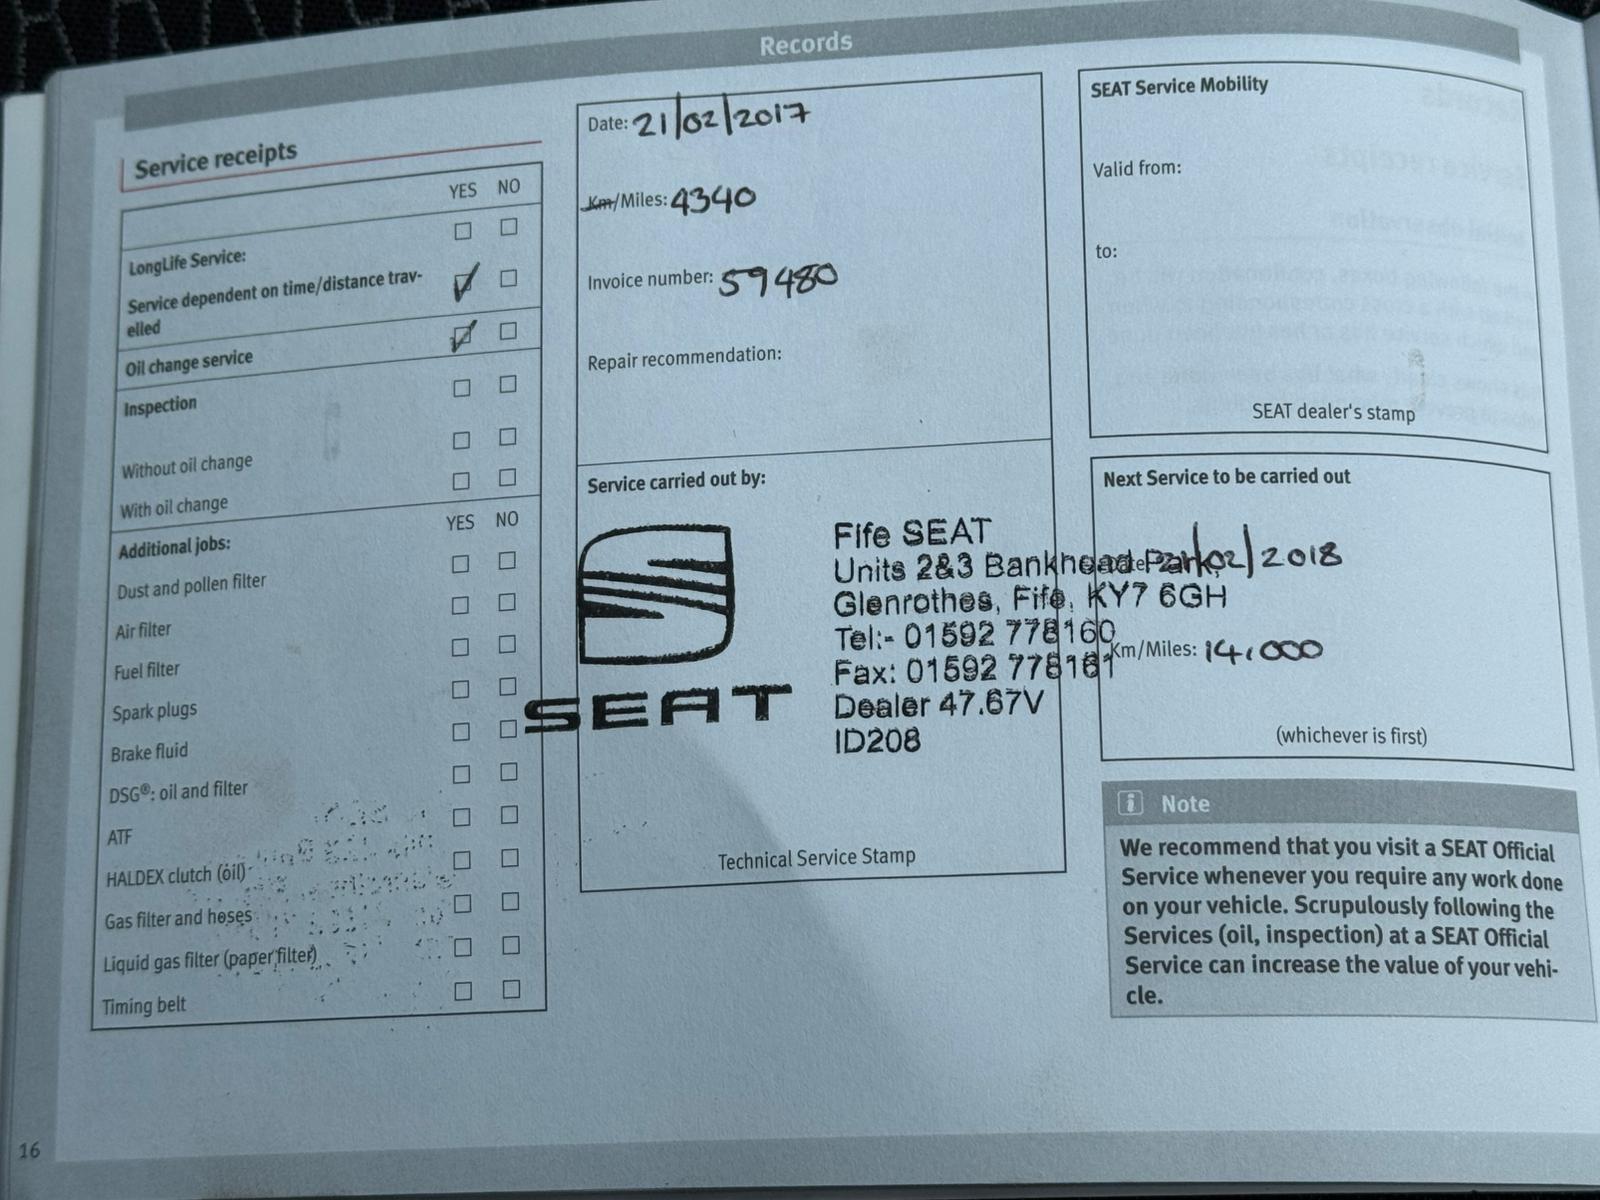 Records
Service receipts
YES NO
LongLife Service:
Service dependent on time/distance trav-
elled
Oil change service
Inspection
Without oil change
With oil change
YES NO
Additional jobs:
Dust and pollen filter
Air filter
Fuel filter
Spark plugs
Brake fluid
DSG®: oil and filter
ATF
HALDEX clutch (oil)
Gas filter and hoses
Liquid gas filter (paper filter)
Timing belt
Date: 21/02/2017
Km/Miles: 4340
Invoice number: 59480
Repair recommendation:
Service carried out by:
SEAT
Fife SEAT
Units 2&3 Bankhead Park,
Glenrothes, Fife, KY7 6GH
Tel:- 01592 778160
Fax: 01592 778161
Dealer 47.67V
ID208
Technical Service Stamp
SEAT Service Mobility
Valid from:
to:
SEAT dealer's stamp
Next Service to be carried out
/02/2018
Km/Miles: 14,000
(whichever is first)
i Note
We recommend that you visit a SEAT Official
Service whenever you require any work done
on your vehicle. Scrupulously following the
Services (oil, inspection) at a SEAT Official
Service can increase the value of your vehi-
cle.
16